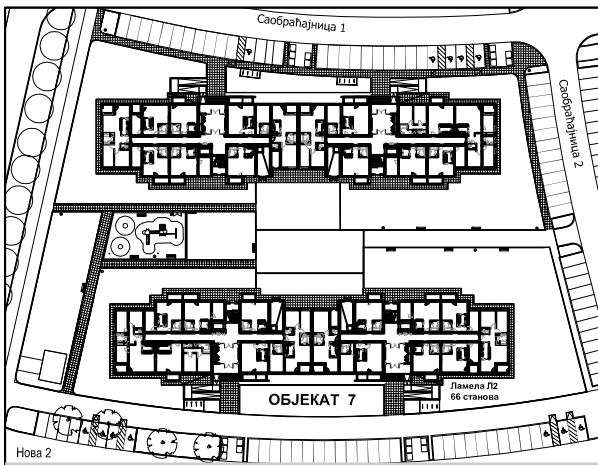 Саобраћајница 1
Саобраћајница 2
ОБЈЕКАТ 7
Ламела Л2
66 станова
Нова 2